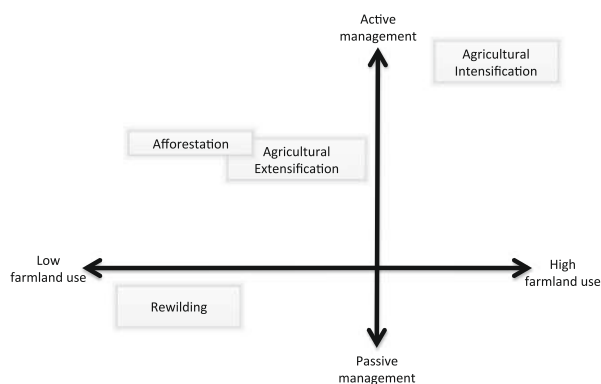 Active
management
Agricultural
Intensification
Afforestation
Agricultural
Extensification
Low
farmland use
High
farmland use
Rewilding
Passive
management